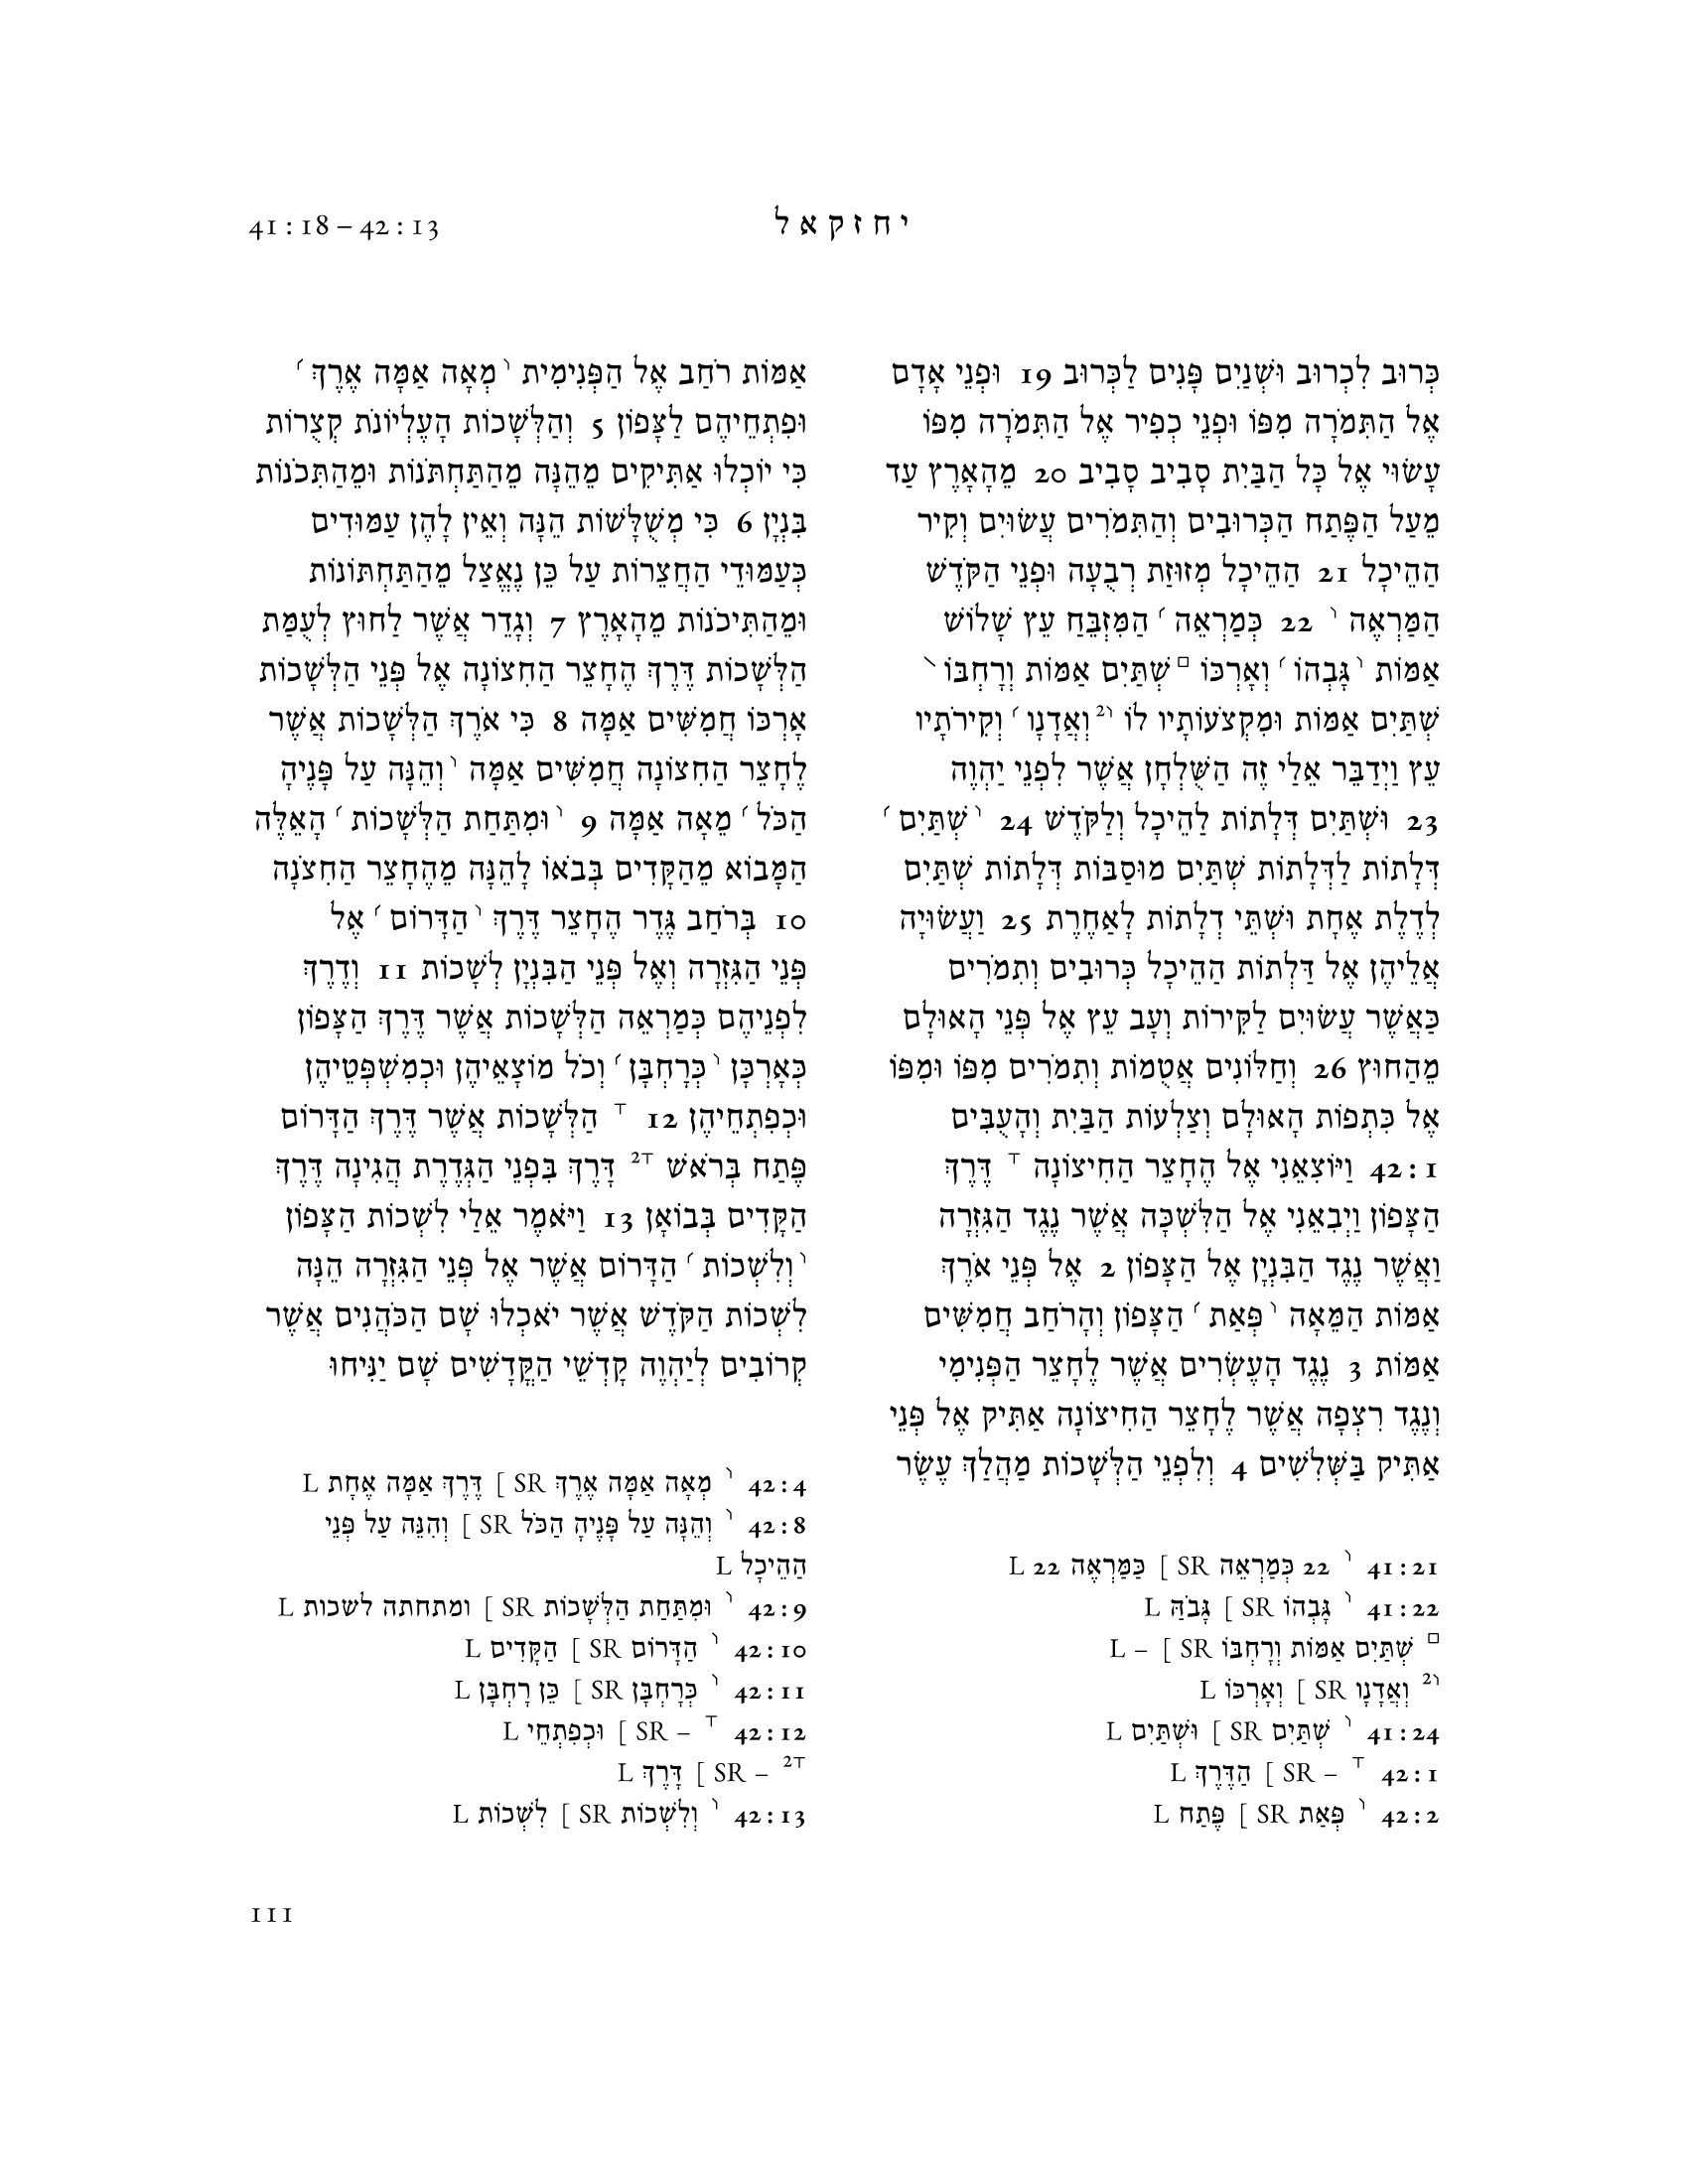 41:18–42:13 יחזקאל
כְּרוּב לִכְרוּב וּשְׁנַיִם פָּנִים לַכְּרוּב 19 וּפְנֵי אָדָם
אֶל הַתִּמֹרָה מִפּוֹ וּפְנֵי כְפִיר אֶל הַתִּמֹרָה מִפּוֹ
עָשׂוּי אֶל כָּל הַבַּיִת סָבִיב סָבִיב 20 מֵהָאָרֶץ עַד
מֵעַל הַפֶּתַח הַכְּרוּבִים וְהַתִּמֹרִים עֲשׂוּיִם וְקִיר
הַהֵיכָל 21 הַהֵיכָל מְזוּזַת רְבֻעָה וּפְנֵי הַקֹּדֶשׁ
הַמַּרְאֶה ⸂ 22 כְּמַרְאֵה ⸃ הַמִּזְבֵּחַ עֵץ שָׁלוֹשׁ
אַמּוֹת ⸂גָּבְהוֹ⸃ וְאָרְכּוֹ ⸋שְׁתַּיִם אַמּוֹת וְרָחְבּוֹ⸌
שְׁתַּיִם אַמּוֹת וּמִקְצֹעוֹתָיו לוֹ ⸂2וְאֲדָנָו⸃ וְקִירֹתָיו
עֵץ וַיְדַבֵּר אֵלַי זֶה הַשֻּׁלְחָן אֲשֶׁר לִפְנֵי יַהְוֶה
23 וּשְׁתַּיִם דְּלָתוֹת לַהֵיכָל וְלַקֹּדֶשׁ 24 ⸂שְׁתַּיִם⸃
דְּלָתוֹת לַדְּלָתוֹת שְׁתַּיִם מוּסַבּוֹת דְּלָתוֹת שְׁתַּיִם
לְדֶלֶת אֶחָת וּשְׁתֵּי דְלָתוֹת לָאַחֶרֶת 25 וַעֲשׂוּיָה
אֲלֵיהֶן אֶל דַּלְתוֹת הַהֵיכָל כְּרוּבִים וְתִמֹרִים
כַּאֲשֶׁר עֲשׂוּיִם לַקִּירוֹת וְעָב עֵץ אֶל פְּנֵי הָאוּלָם
מֵהַחוּץ 26 וְחַלּוֹנִים אֲטֻמוֹת וְתִמֹרִים מִפּוֹ וּמִפּוֹ
אֶל כִּתְפוֹת הָאוּלָם וְצַלְעוֹת הַבַּיִת וְהָעֻבִּים
42:1 וַיּוֹצִאֵנִי אֶל הֶחָצֵר הַחִיצוֹנָה ⸆ דֶּרֶךְ
הַצָּפוֹן וַיְבִאֵנִי אֶל הַלִּשְׁכָּה אֲשֶׁר נֶגֶד הַגִּזְרָה
וַאֲשֶׁר נֶגֶד הַבִּנְיָן אֶל הַצָּפוֹן 2 אֶל פְּנֵי אֹרֶךְ
אַמּוֹת הַמֵּאָה ⸂פְּאַת⸃ הַצָּפוֹן וְהָרֹחַב חֲמִשִּׁים
אַמּוֹת 3 נֶגֶד הָעֶשְׂרִים אֲשֶׁר לֶחָצֵר הַפְּנִימִי
וְנֶגֶד רִצְפָה אֲשֶׁר לֶחָצֵר הַחִיצוֹנָה אַתִּיק אֶל פְּנֵי
אַתִּיק בַּשְּׁלִשִׁים 4 וְלִפְנֵי הַלְּשָׁכוֹת מַהֲלַךְ עֶשֶׂר
41:21 ⸂ 22 כְּמַרְאֵה SR ] כַּמַּרְאֶה 22 L
41:22 ⸂ גָּבְהוֹ SR ] גָּבֹהַּ L
⸋ שְׁתַּיִם אַמּוֹת וְרָחְבּוֹ SR ] – L
⸂2 וְאֲדָנָו SR ] וְאָרְכּוֹ L
41:24 ⸂ שְׁתַּיִם SR ] וּשְׁתַּיִם L
42:1 ⸆ – SR ] הַדֶּרֶךְ L
42:2 ⸂ פְּאַת SR ] פֶּתַח L
אַמּוֹת רֹחַב אֶל הַפְּנִימִית ⸂מְאָה אַמָּה אֶרֶךְ⸃
וּפִתְחֵיהֶם לַצָּפוֹן 5 וְהַלְּשָׁכוֹת הָעֶלְיוֹנֹת קְצֻרוֹת
כִּי יוֹכְלוּ אַתִּיקִים מֵהֵנָּה מֵהַתַּחְתֹּנוֹת וּמֵהַתִּכֹנוֹת
בִּנְיָן 6 כִּי מְשֻׁלָּשׁוֹת הֵנָּה וְאֵין לָהֶן עַמּוּדִים
כְּעַמּוּדֵי הַחֲצֵרוֹת עַל כֵּן נֶאֱצַל מֵהַתַּחְתּוֹנוֹת
וּמֵהַתִּיכֹנוֹת מֵהָאָרֶץ 7 וְגָדֵר אֲשֶׁר לַחוּץ לְעֻמַּת
הַלְּשָׁכוֹת דֶּרֶךְ הֶחָצֵר הַחִצוֹנָה אֶל פְּנֵי הַלְּשָׁכוֹת
אָרְכּוֹ חֲמִשִּׁים אַמָּה 8 כִּי אֹרֶךְ הַלְּשָׁכוֹת אֲשֶׁר
לֶחָצֵר הַחִצוֹנָה חֲמִשִּׁים אַמָּה ⸂וְהֵנָּה עַל פָּנֶיהָ
הַכֹּל⸃ מֵאָה אַמָּה 9 ⸂וּמִתַּחַת הַלְּשָׁכוֹת⸃ הָאֵלֶּה
הַמָּבוֹא מֵהַקָּדִים בְּבֹאוֹ לָהֵנָּה מֵהֶחָצֵר הַחִצֹנָה
10 בְּרֹחַב גֶּדֶר הֶחָצֵר דֶּרֶךְ ⸂הַדָּרוֹם⸃ אֶל
פְּנֵי הַגִּזְרָה וְאֶל פְּנֵי הַבִּנְיָן לְשָׁכוֹת 11 וְדֶרֶךְ
לִפְנֵיהֶם כְּמַרְאֵה הַלְּשָׁכוֹת אֲשֶׁר דֶּרֶךְ הַצָּפוֹן
כְּאָרְכָּן ⸂כְּרָחְבָּן⸃ וְכֹל מוֹצָאֵיהֶן וּכְמִשְׁפְּטֵיהֶן
וּכְפִתְחֵיהֶן 12 ⸆ הַלְּשָׁכוֹת אֲשֶׁר דֶּרֶךְ הַדָּרוֹם
פֶּתַח בְּרֹאשׁ ⸆2 דָּרֶךְ בִּפְנֵי הַגְּדֶרֶת הֲגִינָה דֶּרֶךְ
הַקָּדִים בְּבוֹאָן 13 וַיֹּאמֶר אֵלַי לִשְׁכוֹת הַצָּפוֹן
⸂וְלִשְׁכוֹת⸃ הַדָּרוֹם אֲשֶׁר אֶל פְּנֵי הַגִּזְרָה הֵנָּה
לִשְׁכוֹת הַקֹּדֶשׁ אֲשֶׁר יֹאכְלוּ שָׁם הַכֹּהֲנִים אֲשֶׁר
קְרוֹבִים לְיַהְוֶה קָדְשֵׁי הַקֳּדָשִׁים שָׁם יַנִּיחוּ
42:4 ⸂ מְאָה אַמָּה אֶרֶךְ SR ] דֶּרֶךְ אַמָּה אֶחָת L
42:8 ⸂ וְהֵנָּה עַל פָּנֶיהָ הַכֹּל SR ] וְהִנֵּה עַל פְּנֵי
הַהֵיכָל L
42:9 ⸂ וּמִתַּחַת הַלְּשָׁכוֹת SR ] ומתחתה לשכות L
42:10 ⸂ הַדָּרוֹם SR ] הַקָּדִים L
42:11 ⸂ כְּרָחְבָּן SR ] כֵּן רָחְבָּן L
42:12 ⸆ – SR ] וּכְפִתְחֵי L
⸆2 – SR ] דֶּרֶךְ L
42:13 ⸂ וְלִשְׁכוֹת SR ] לִשְׁכוֹת L
111